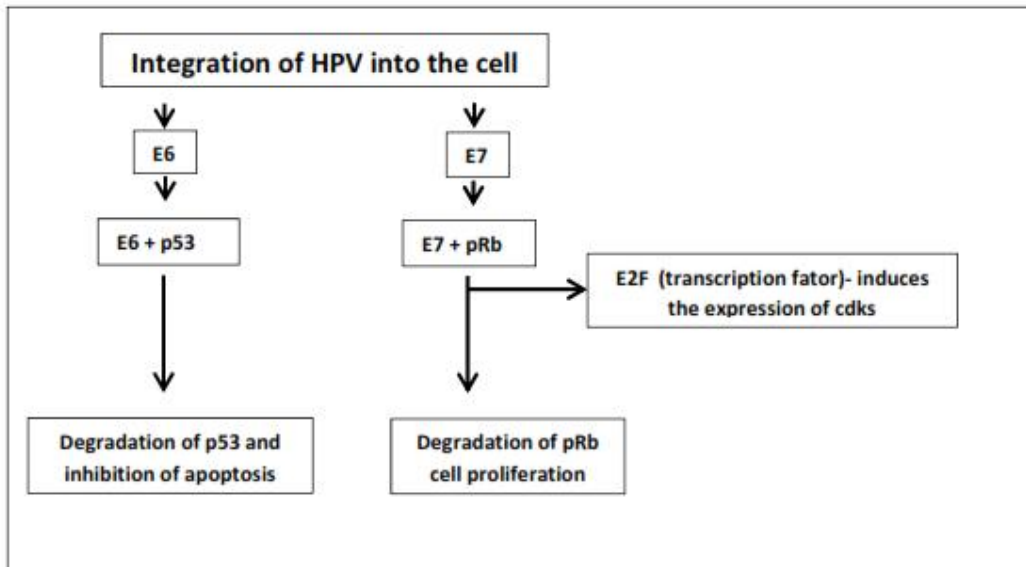 Integration of HPV into the cell
E6
E7
E6 + p53
E7 + pRb
E2F (transcription fator)- induces
the expression of cdks
Degradation of p53 and
inhibition of apoptosis
Degradation of pRb
cell proliferation